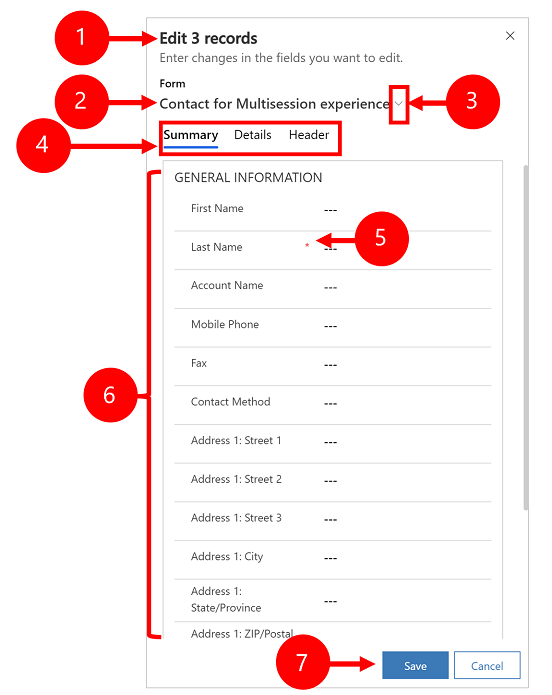 1
Edit 3 records
Enter changes in the fields you want to edit.
Form
2
Contact for Multisession experience
3
4
Summary Details Header
GENERAL INFORMATION
First Name ---
Last Name * ---
5
Account Name ---
Mobile Phone ---
Fax ---
6
Contact Method ---
Address 1: Street 1 ---
Address 1: Street 2 ---
Address 1: Street 3 ---
Address 1: City ---
Address 1:
State/Province ---
Address 1: ZIP/Postal
7
Save Cancel